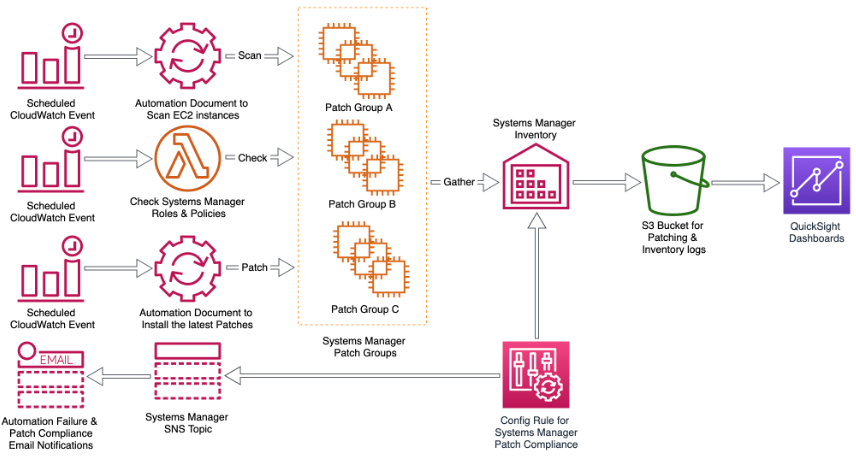 Scheduled
CloudWatch Event
Automation Document to
Scan EC2 instances
Scan
Patch Group A
Scheduled
CloudWatch Event
Check Systems Manager
Roles & Policies
Check
Patch Group B
Scheduled
CloudWatch Event
Automation Document to
Install the latest Patches
Patch
Patch Group C
Systems Manager
Patch Groups
Gather
Systems Manager
Inventory
S3 Bucket for
Patching &
Inventory logs
QuickSight
Dashboards
EMAIL
Automation Failure &
Patch Compliance
Email Notifications
Systems Manager
SNS Topic
Config Rule for
Systems Manager
Patch Compliance